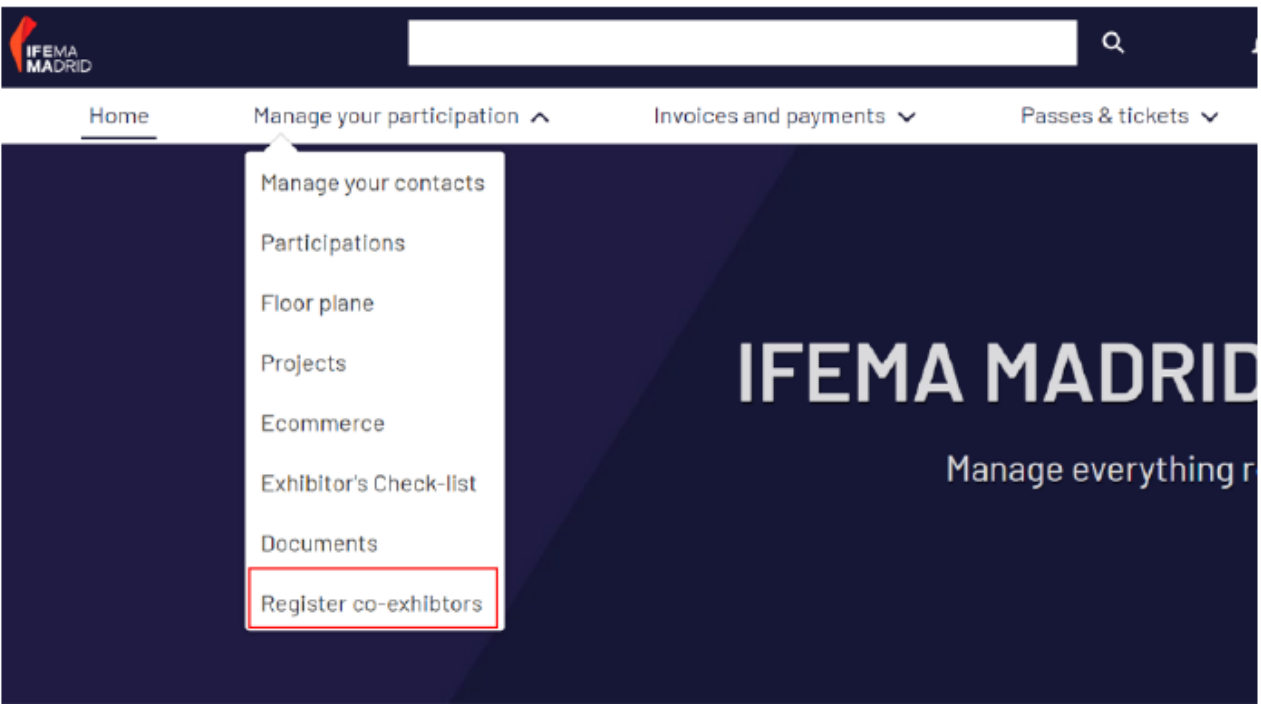 IFEMA
MADRID
Home
Manage your participation
Invoices and payments
Passes & tickets
Manage your contacts
Participations
Floor plane
Projects
Ecommerce
Exhibitor's Check-list
Documents
Register co-exhibtors
IFEMA MADRID
Manage everything r